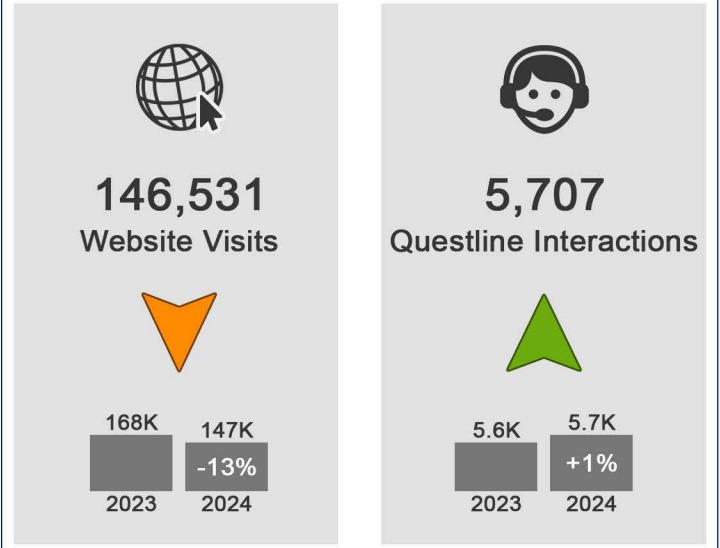 146,531
Website Visits
168K
147K
-13%
2023
2024
5,707
Questline Interactions
5.6K
5.7K
+1%
2023
2024